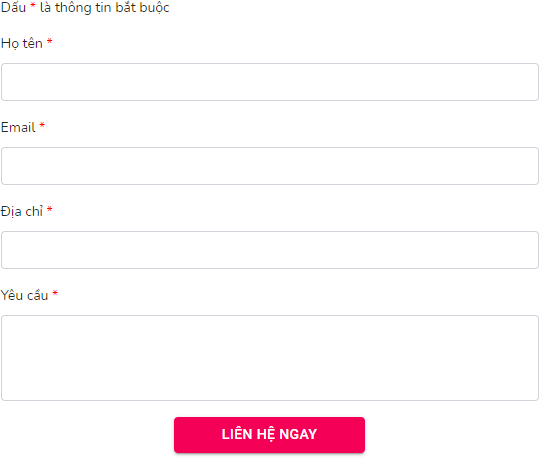 Dấu * là thông tin bắt buộc
Họ tên *
Email *
Địa chỉ *
Yêu cầu *
LIÊN HỆ NGAY